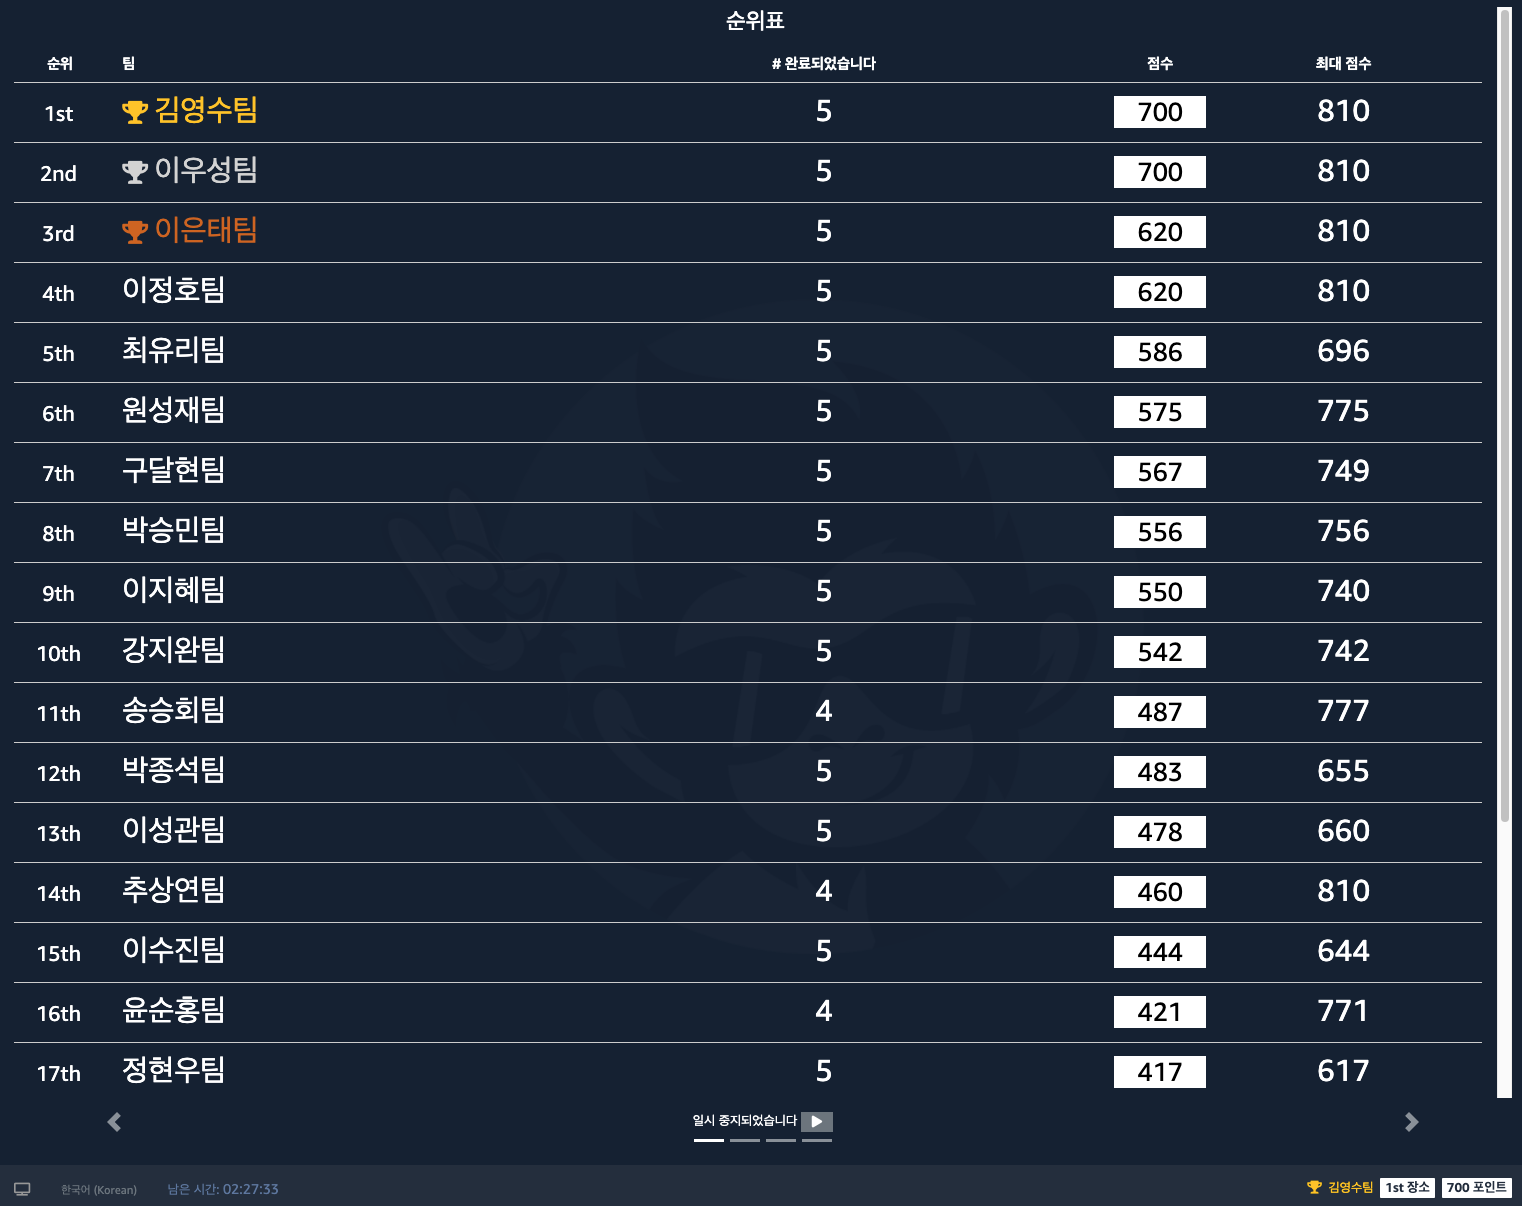 순위표
순위 팀 # 완료되었습니다 점수 최대 점수
1st 김영수팀 5 700 810
2nd 이우성팀 5 700 810
3rd 이은태팀 5 620 810
4th 이정호팀 5 620 810
5th 최유리팀 5 586 696
6th 원성재팀 5 575 775
7th 구달현팀 5 567 749
8th 박승민팀 5 556 756
9th 이지혜팀 5 550 740
10th 강지완팀 5 542 742
11th 송승회팀 4 487 777
12th 박종석팀 5 483 655
13th 이성관팀 5 478 660
14th 추상연팀 4 460 810
15th 이수진팀 5 444 644
16th 윤순홍팀 4 421 771
17th 정현우팀 5 417 617
일시 중지되었습니다
한국어 (Korean) 남은 시간: 02:27:33 김영수팀 1st 장소 700 포인트